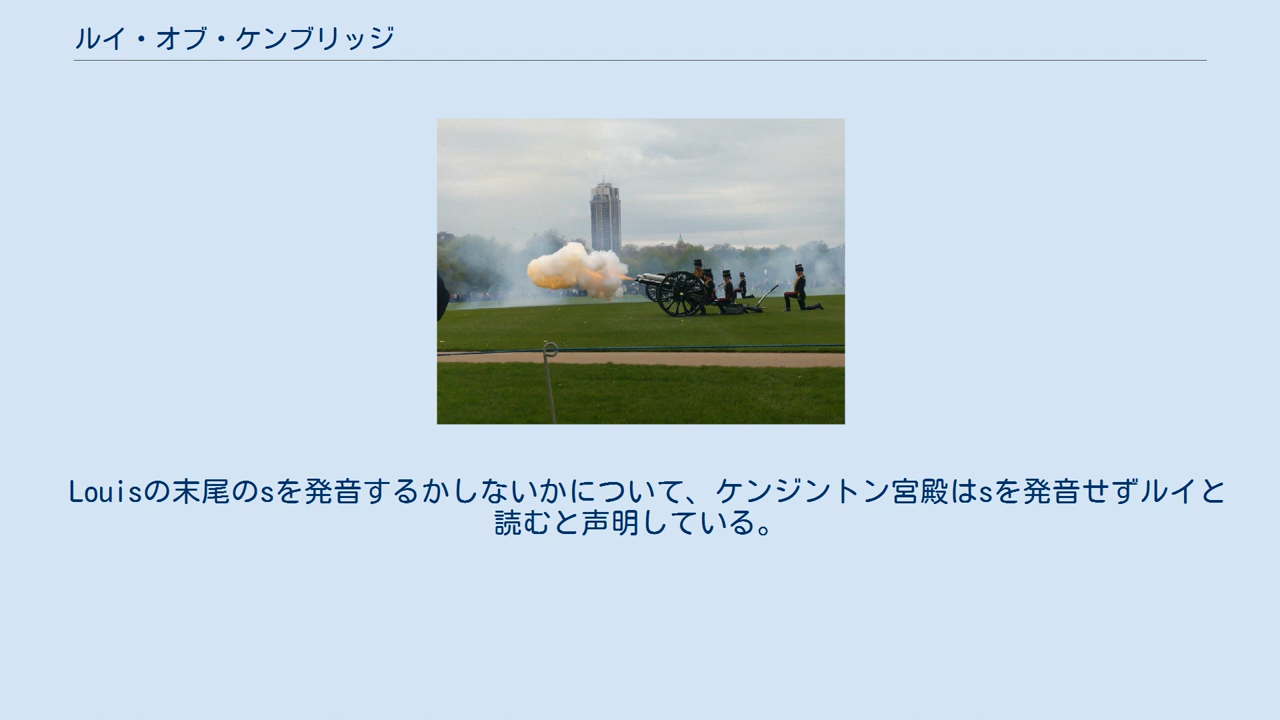 ルイ・オブ・ケンブリッジ
Louisの末尾のsを発音するかしないかについて、ケンジントン宮殿はsを発音せずルイと
読むと声明している。